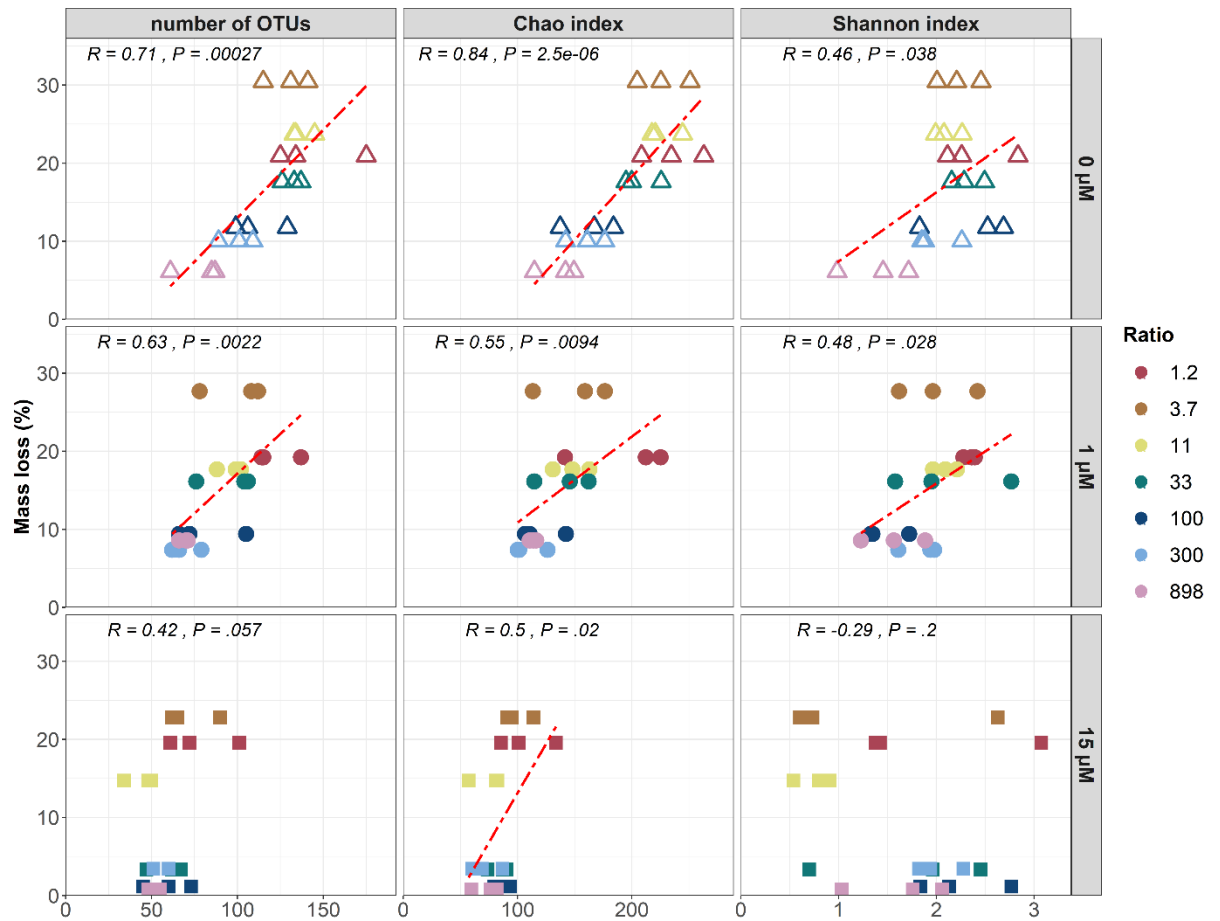 number of OTUs
Chao index
Shannon index
R = 0.71 , P = .00027
R = 0.84 , P = 2.5e-06
R = 0.46 , P = .038
30
20
10
0
0 µM
R = 0.63 , P = .0022
R = 0.55 , P = .0094
R = 0.48 , P = .028
30
20
10
0
1 µM
Mass loss (%)
R = 0.42 , P = .057
R = 0.5 , P = .02
R = -0.29 , P = .2
30
20
10
0
15 µM
0 50 100 150
0 100 200
0 1 2 3
Ratio
1.2
3.7
11
33
100
300
898